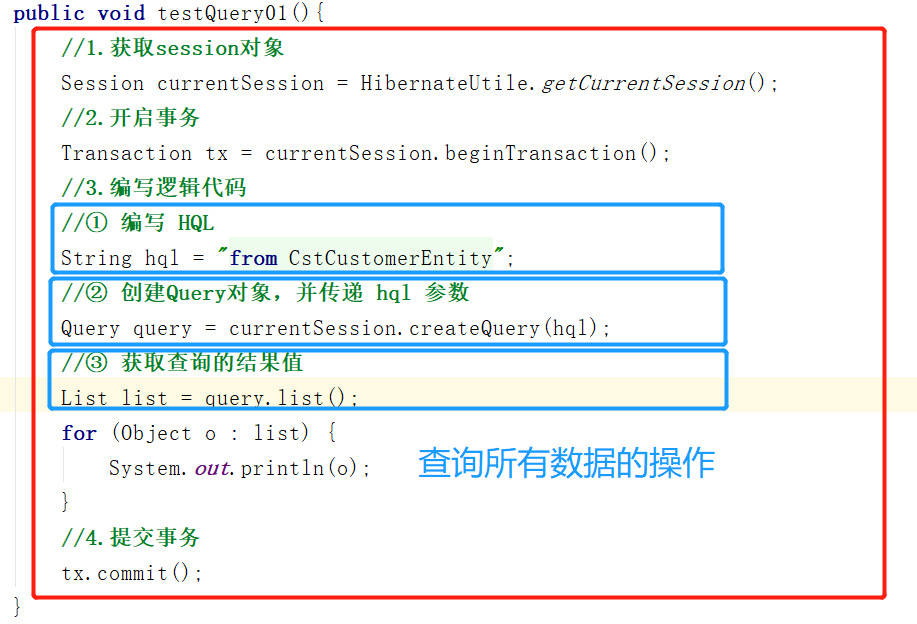 public void testQuery01(){
//1.获取session对象
Session currentSession = HibernateUtile.getCurrentSession();
//2.开启事务
Transaction tx = currentSession.beginTransaction();
//3.编写逻辑代码
//① 编写 HQL
String hql = "from CstCustomerEntity";
//② 创建Query对象，并传递 hql 参数
Query query = currentSession.createQuery(hql);
//③ 获取查询的结果值
List list = query.list();
for (Object o : list) {
System.out.println(o);
查询所有数据的操作
}
//4.提交事务
tx.commit();
}